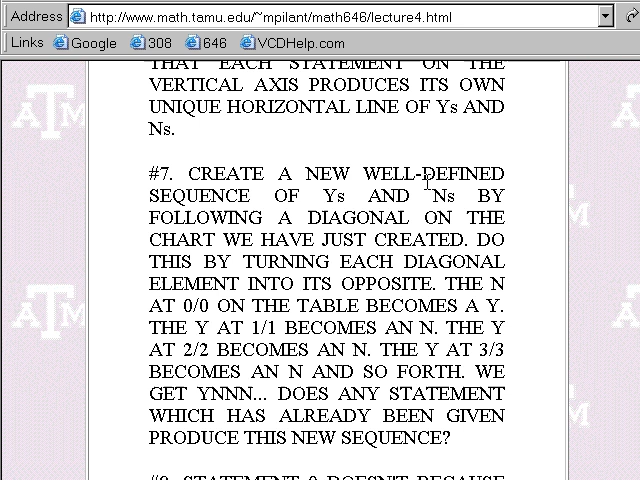 Address http://www.math.tamu.edu/~mpilant/math646/lecture4.html
Links Google 308 646 VCDHelp.com
THAT EACH STATEMENT ON THE
VERTICAL AXIS PRODUCES ITS OWN
UNIQUE HORIZONTAL LINE OF Ys AND
Ns.
#7. CREATE A NEW WELL-DEFINED
SEQUENCE OF Ys AND Ns BY
FOLLOWING A DIAGONAL ON THE
CHART WE HAVE JUST CREATED. DO
THIS BY TURNING EACH DIAGONAL
ELEMENT INTO ITS OPPOSITE. THE N
AT 0/0 ON THE TABLE BECOMES A Y.
THE Y AT 1/1 BECOMES AN N. THE Y
AT 2/2 BECOMES AN N. THE Y AT 3/3
BECOMES AN N AND SO FORTH. WE
GET YNNN... DOES ANY STATEMENT
WHICH HAS ALREADY BEEN GIVEN
PRODUCE THIS NEW SEQUENCE?
STATEMENT 0 DOESN'T BECAUSE